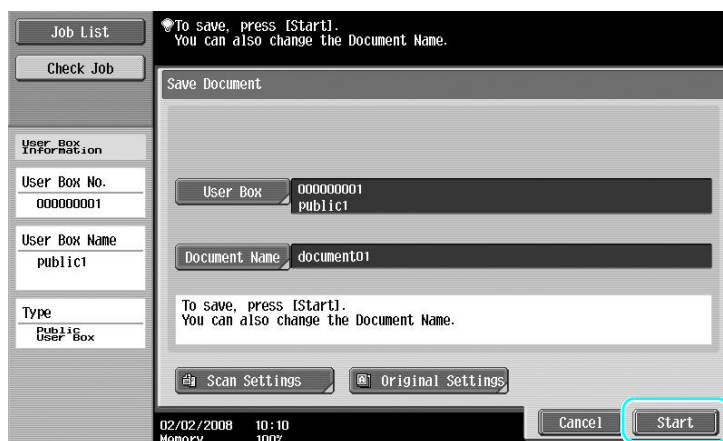 Job List
Check Job
User Box
Information
User Box No.
000000001
User Box Name
public1
Type
Public
User Box
To save, press [Start].
You can also change the Document Name.
Save Document
User Box
000000001
public1
Document Name
document01
To save, press [Start].
You can also change the Document Name.
Scan Settings
Original Settings
02/02/2008 10:10
Memory 100%
Cancel
Start